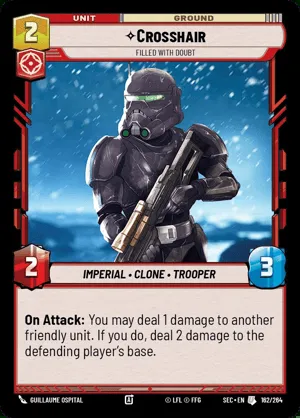 UNIT GROUND
2
✧CROSSHAIR
FILLED WITH DOUBT
2
3
IMPERIAL • CLONE • TROOPER
On Attack: You may deal 1 damage to another
friendly unit. If you do, deal 2 damage to the
defending player's base.
GUILLAUME OSPITAL © LFL © FFG SEC • EN U 162/264